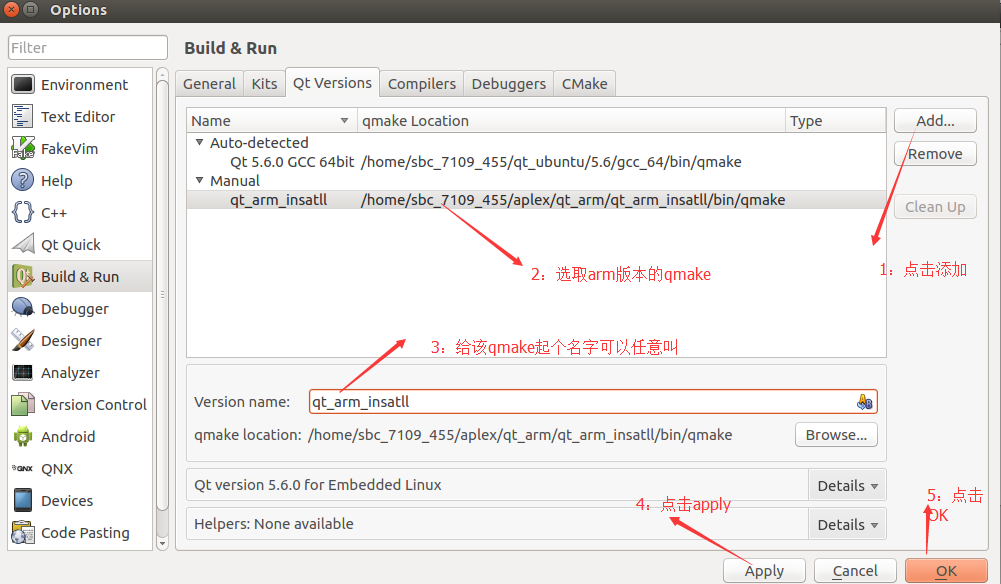 Options
Filter
Environment
Text Editor
FakeVim
Help
C++
Qt Quick
Build & Run
Debugger
Designer
Analyzer
Version Control
Android
QNX
Devices
Code Pasting
Build & Run
General Kits Qt Versions Compilers Debuggers CMake
Name qmake Location Type
Auto-detected
Qt 5.6.0 GCC 64bit /home/sbc_7109_455/qt_ubuntu/5.6/gcc_64/bin/qmake
Manual
qt_arm_insatll /home/sbc_7109_455/aplex/qt_arm/qt_arm_insatll/bin/qmake
Add...
Remove
Clean Up
1：点击添加
2：选取arm版本的qmake
3：给该qmake起个名字可以任意叫
Version name: qt_arm_insatll
qmake location: /home/sbc_7109_455/aplex/qt_arm/qt_arm_insatll/bin/qmake Browse...
Qt version 5.6.0 for Embedded Linux Details
Helpers: None available Details
4：点击apply
5：点击
OK
Apply Cancel OK